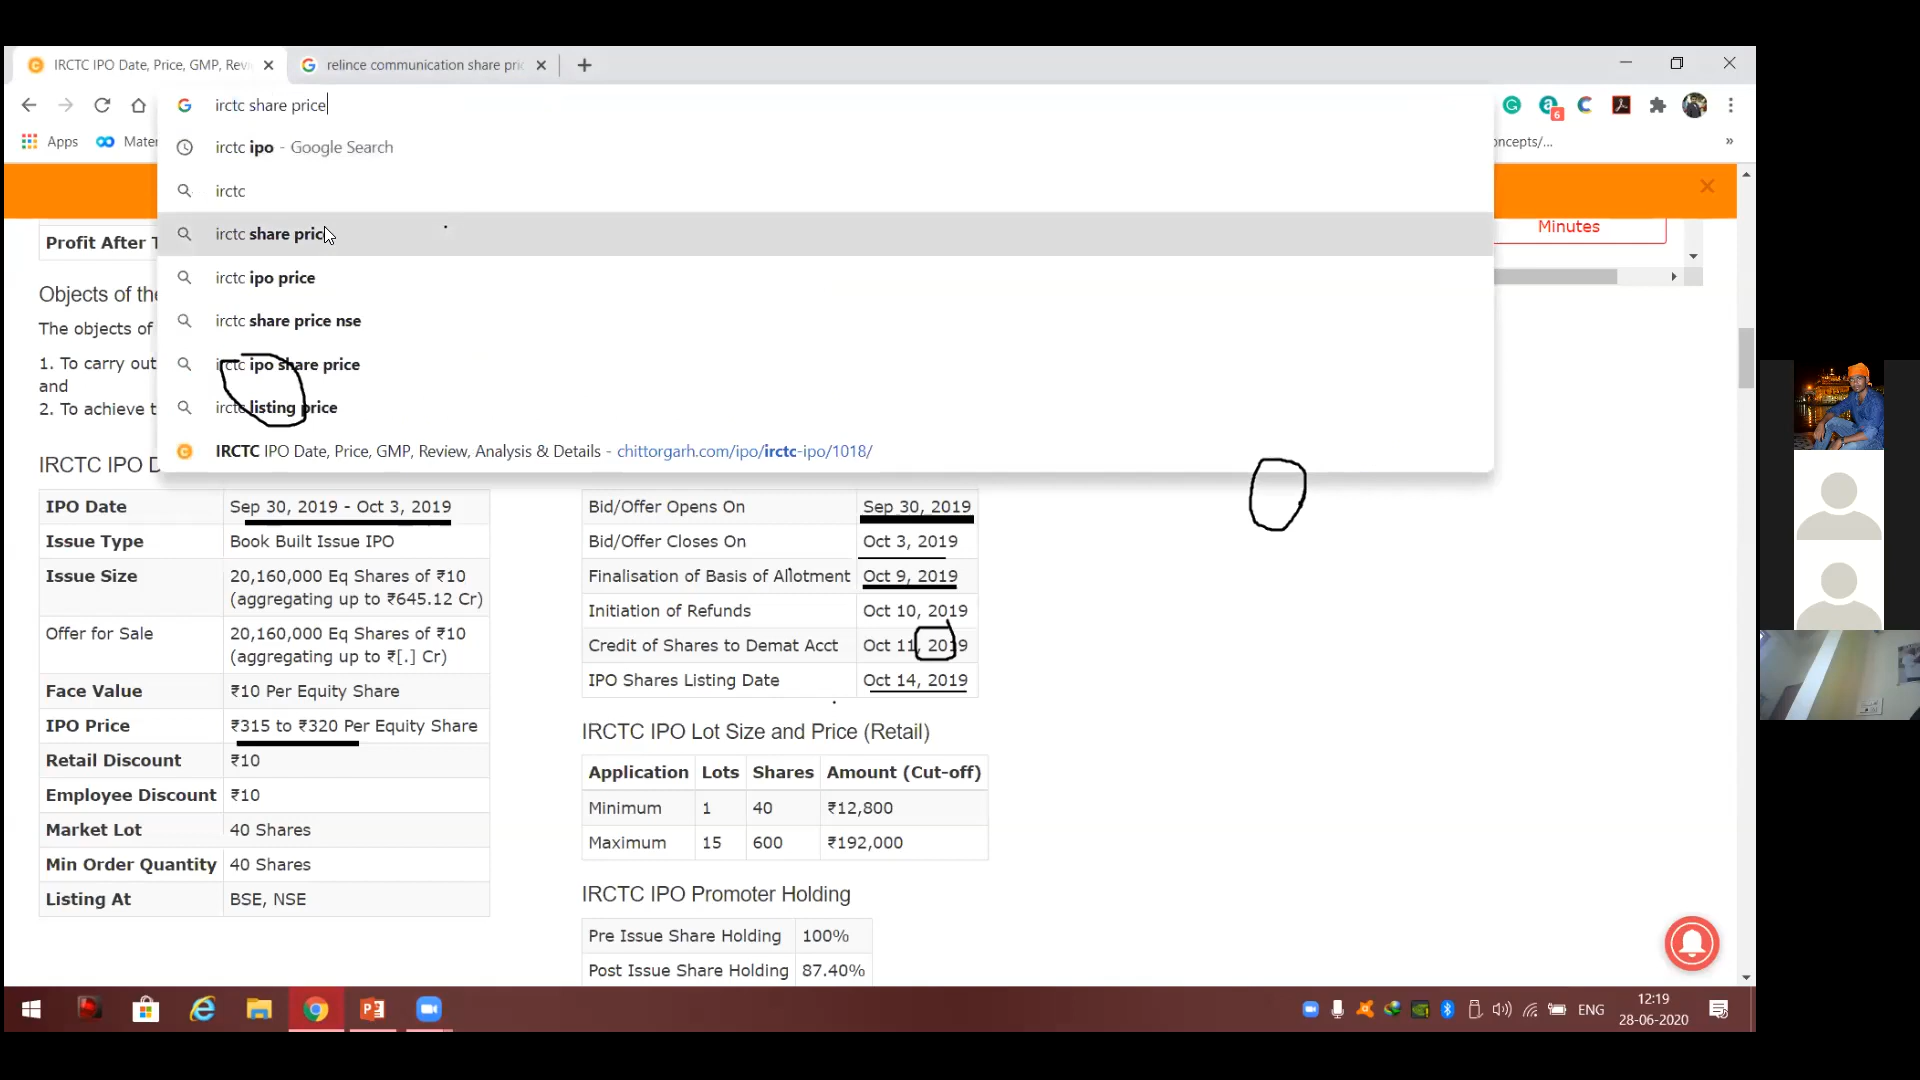 IRCTC IPO Date, Price, GMP, Rev
relince communication share pric
irctc share price
Apps
Mater
oncepts/...
»
6
irctc ipo - Google Search
irctc
irctc share pric
irctc ipo price
irctc share price nse
irctc ipo share price
irctc listing price
IRCTC IPO Date, Price, GMP, Review, Analysis & Details - chittorgarh.com/ipo/irctc-ipo/1018/
Minutes
Profit After T
Objects of the
The objects of
1. To carry out
and
2. To achieve t
IRCTC IPO D
IPO Date Sep 30, 2019 - Oct 3, 2019
Issue Type Book Built Issue IPO
Issue Size 20,160,000 Eq Shares of ₹10
(aggregating up to ₹645.12 Cr)
Offer for Sale 20,160,000 Eq Shares of ₹10
(aggregating up to ₹[.] Cr)
Face Value ₹10 Per Equity Share
IPO Price ₹315 to ₹320 Per Equity Share
Retail Discount ₹10
Employee Discount ₹10
Market Lot 40 Shares
Min Order Quantity 40 Shares
Listing At BSE, NSE
Bid/Offer Opens On Sep 30, 2019
Bid/Offer Closes On Oct 3, 2019
Finalisation of Basis of Allotment Oct 9, 2019
Initiation of Refunds Oct 10, 2019
Credit of Shares to Demat Acct Oct 11, 2019
IPO Shares Listing Date Oct 14, 2019
IRCTC IPO Lot Size and Price (Retail)
Application Lots Shares Amount (Cut-off)
Minimum 1 40 ₹12,800
Maximum 15 600 ₹192,000
IRCTC IPO Promoter Holding
Pre Issue Share Holding 100%
Post Issue Share Holding 87.40%
ENG
12:19
28-06-2020